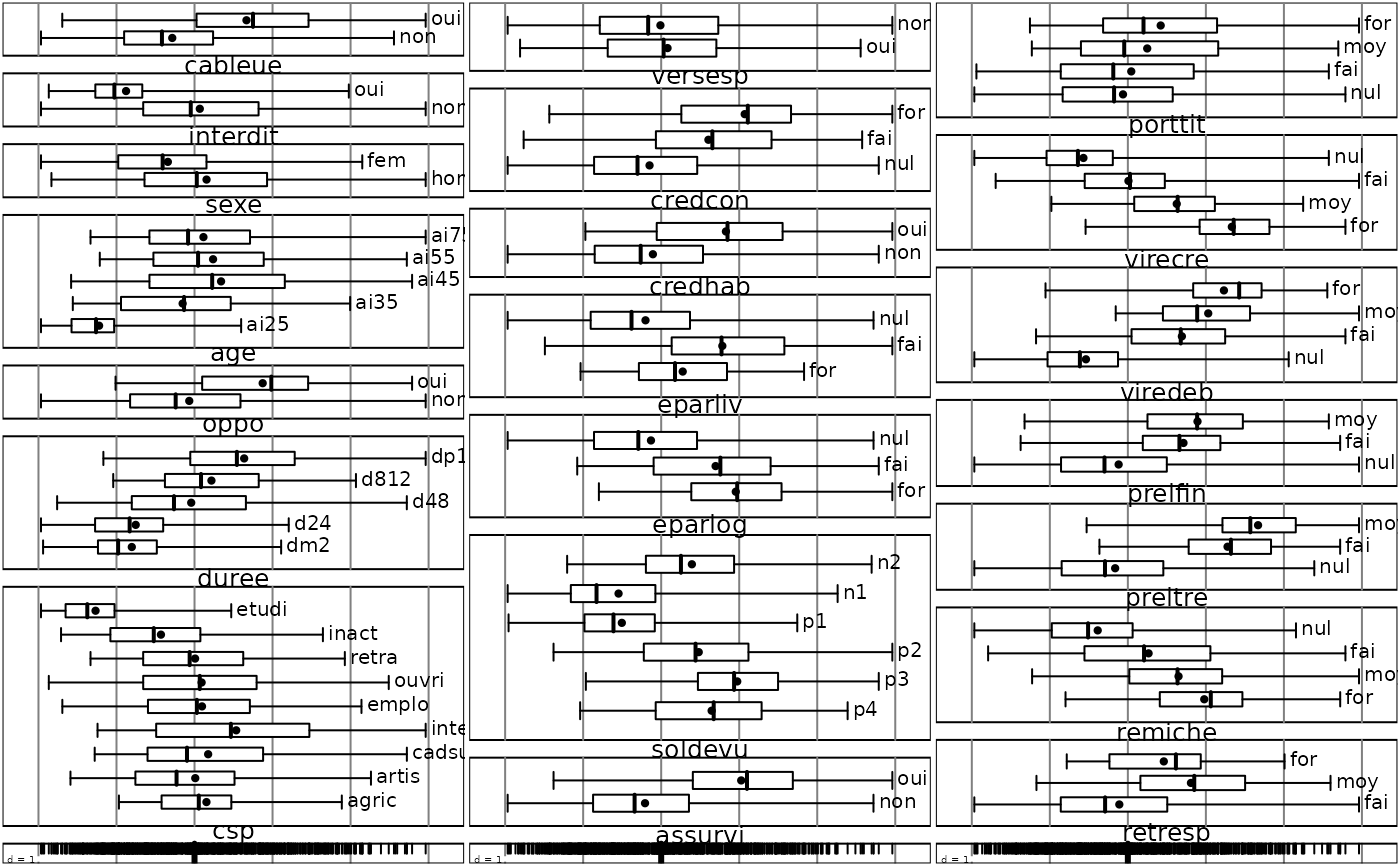 oui
non
cableue
oui
nor
interdit
fem
hor
sexe
ai75
ai55
ai45
ai35
ai25
age
oui
nor
oppo
dp1
d812
d48
d24
dm2
duree
etudi
inact
retra
ouvri
emplo
inte
cadsu
artis
agric
csp
d = 1
nor
oui
versesp
for
fai
nul
credcon
oui
non
credhab
nul
fai
for
eparliv
nul
fai
for
eparlog
n2
n1
p1
p2
p3
p4
soldevu
oui
non
assurvi
d = 1
for
moy
fai
nul
porttit
nul
fai
moy
for
virecre
for
mo
fai
nul
viredeb
moy
fai
nul
prelfin
mo
fai
nul
preltre
nul
fai
mo
for
remiche
for
moy
fai
retresp
d = 1